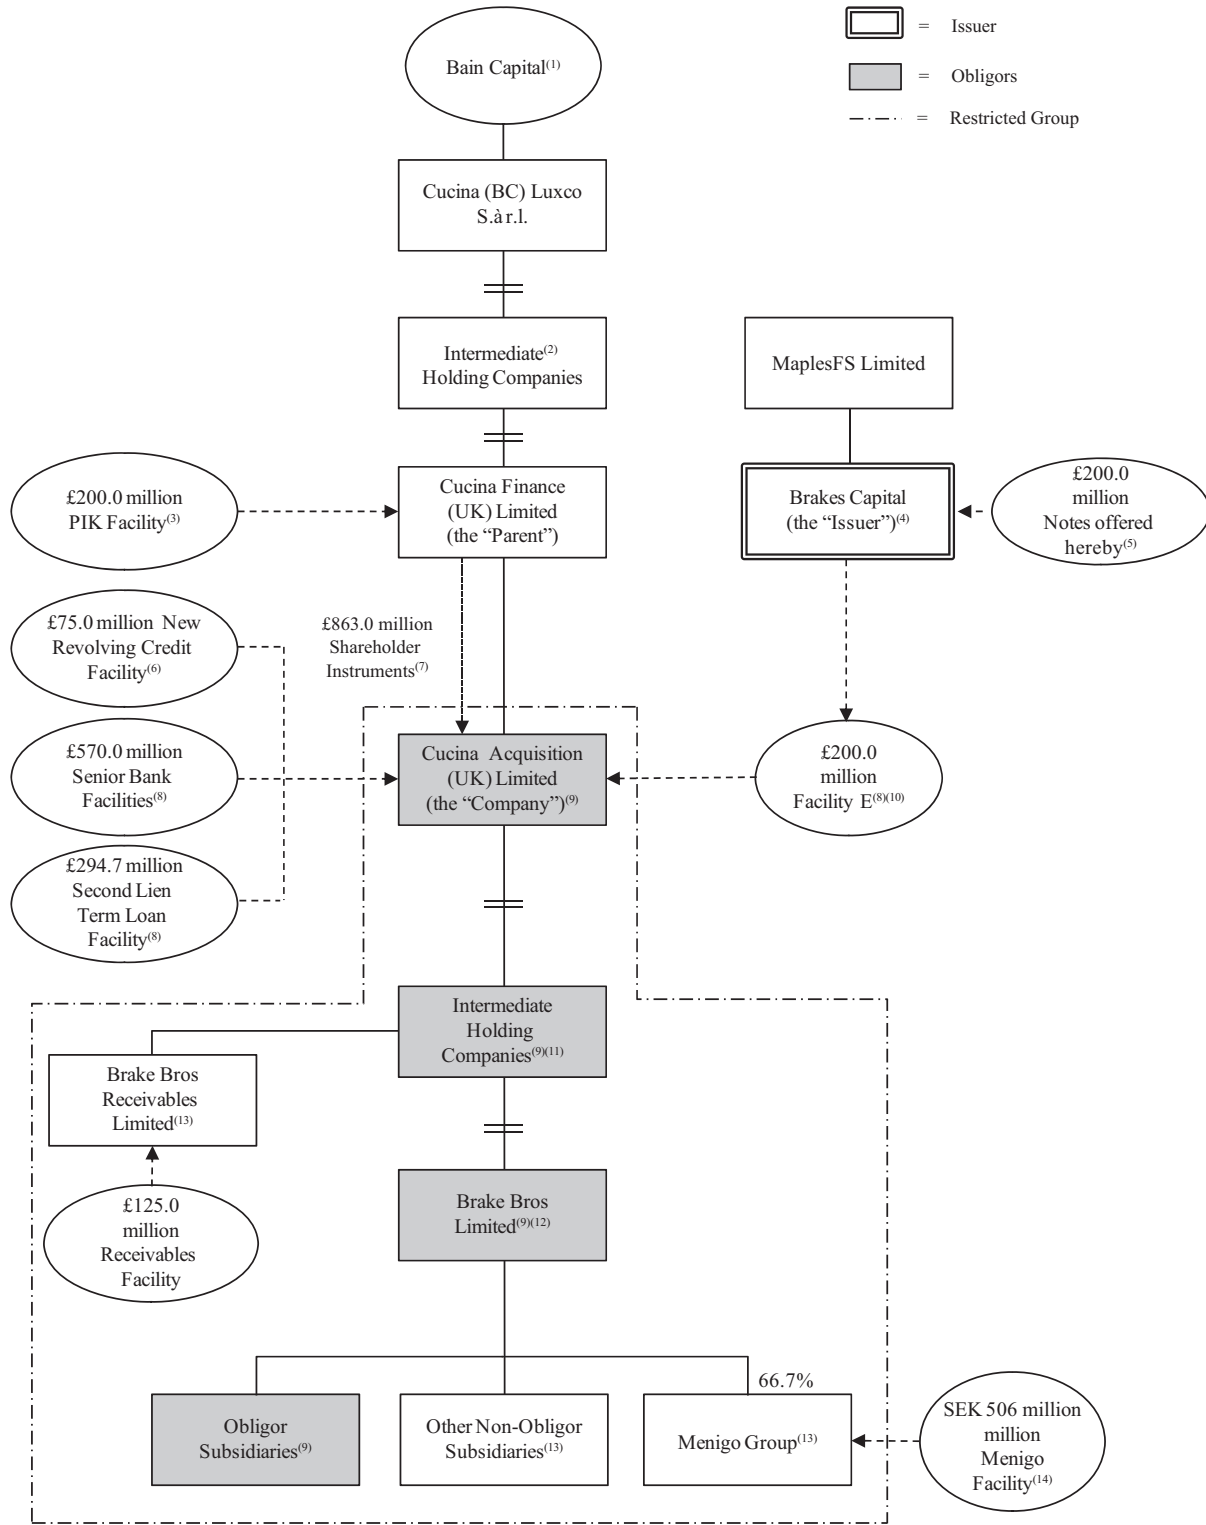 Bain Capital(1)
= Issuer
= Obligors
= Restricted Group
Cucina (BC) Luxco
S.à r.l.
Intermediate(2)
Holding Companies
MaplesFS Limited
£200.0 million
PIK Facility(3)
Cucina Finance
(UK) Limited
(the “Parent”)
Brakes Capital
(the “Issuer”)(4)
£200.0
million
Notes offered
hereby(5)
£75.0 million New
Revolving Credit
Facility(6)
£863.0 million
Shareholder
Instruments(7)
£570.0 million
Senior Bank
Facilities(8)
Cucina Acquisition
(UK) Limited
(the “Company”)(9)
£200.0
million
Facility E(8)(10)
£294.7 million
Second Lien
Term Loan
Facility(8)
Intermediate
Holding
Companies(9)(11)
Brake Bros
Receivables
Limited(13)
£125.0
million
Receivables
Facility
Brake Bros
Limited(9)(12)
66.7%
Obligor
Subsidiaries(9)
Other Non-Obligor
Subsidiaries(13)
Menigo Group(13)
SEK 506 million
million
Menigo
Facility(14)